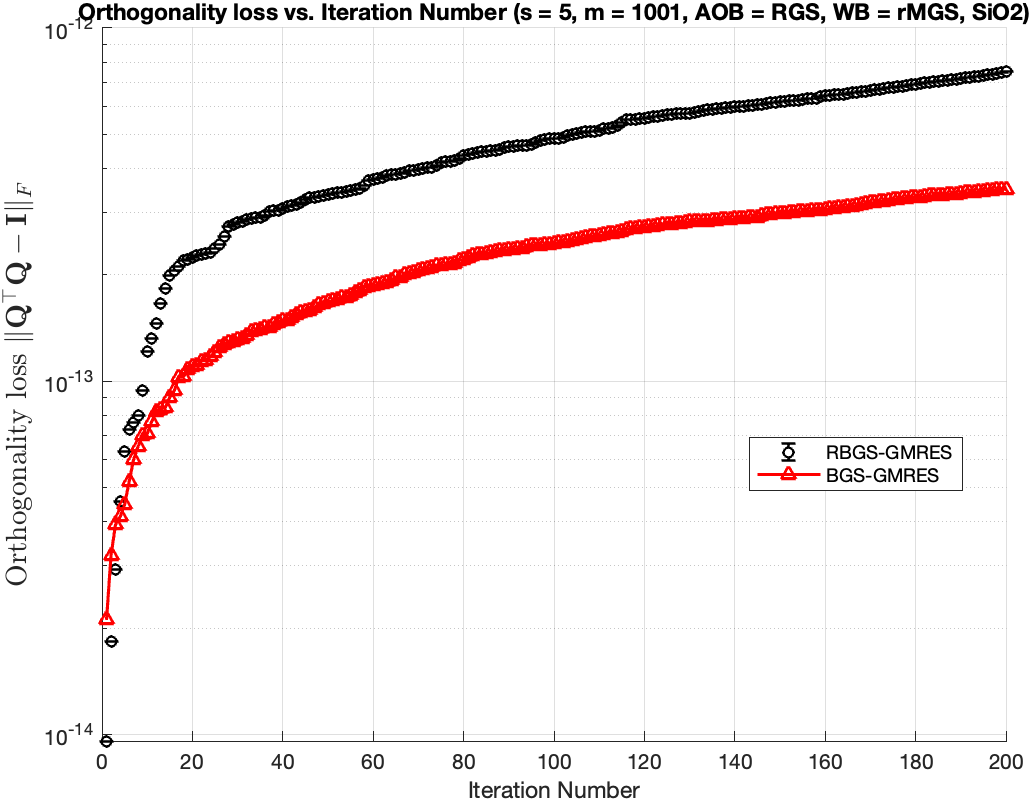 Orthogonality loss vs. Iteration Number (s = 5, m = 1001, AOB = RGS, WB = rMGS, SiO2)
Orthogonality loss ||Q⊤Q − I||F
10-12
10-13
10-14
RBGS-GMRES
BGS-GMRES
0 20 40 60 80 100 120 140 160 180 200
Iteration Number